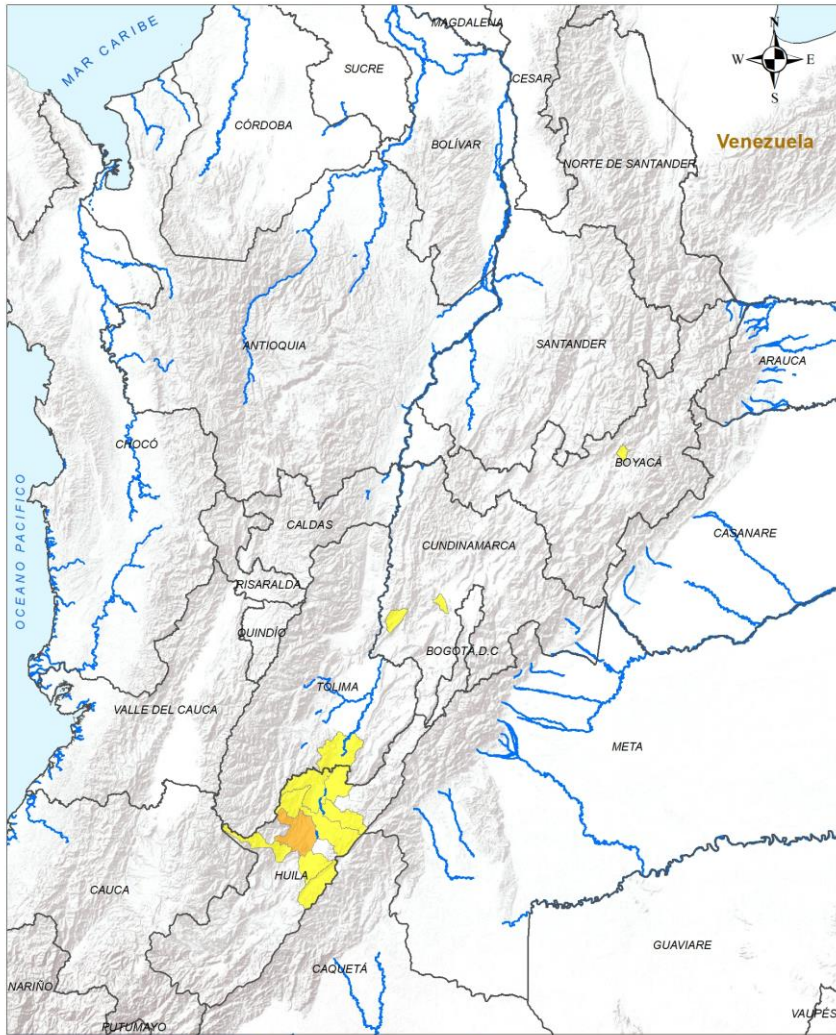 MAGDALENA
N
MAR CARIBE
W
E
SUCRE
CESAR
S
CÓRDOBA
Venezuela
BOLÍVAR
NORTE DE SANTANDER
ANTIOQUIA
SANTANDER
ARAUCA
CHOCÓ
BOYACÁ
CALDAS
CUNDINAMARCA
CASANARE
OCEANO PACIFICO
RISARALDA
QUINDÍO
BOGOTÁ, D.C
TOLIMA
VALLE DEL CAUCA
META
HUILA
CAUCA
GUAVIARE
CAQUETÁ
NARIÑO
PUTUMAYO
VAUPÉS